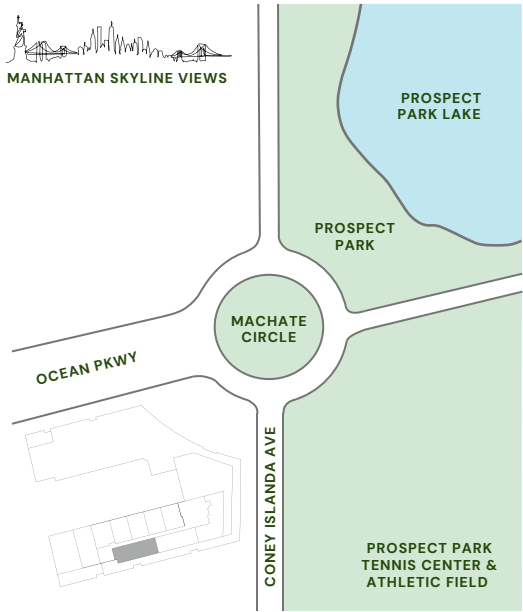 MANHATTAN SKYLINE VIEWS
PROSPECT
PARK LAKE
PROSPECT
PARK
MACHATE
CIRCLE
OCEAN PKWY
CONEY ISLANDA AVE
PROSPECT PARK
TENNIS CENTER &
ATHLETIC FIELD